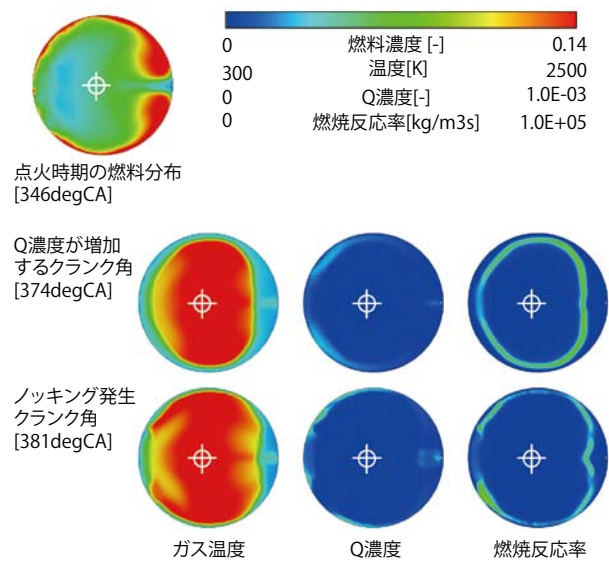 0 燃料濃度 [-] 0.14
300 温度[K] 2500
0 Q濃度[-] 1.0E-03
0 燃焼反応率[kg/m3s] 1.0E+05
点火時期の燃料分布
[346degCA]
Q濃度が増加
するクランク角
[374degCA]
ノッキング発生
クランク角
[381degCA]
ガス温度 Q濃度 燃焼反応率